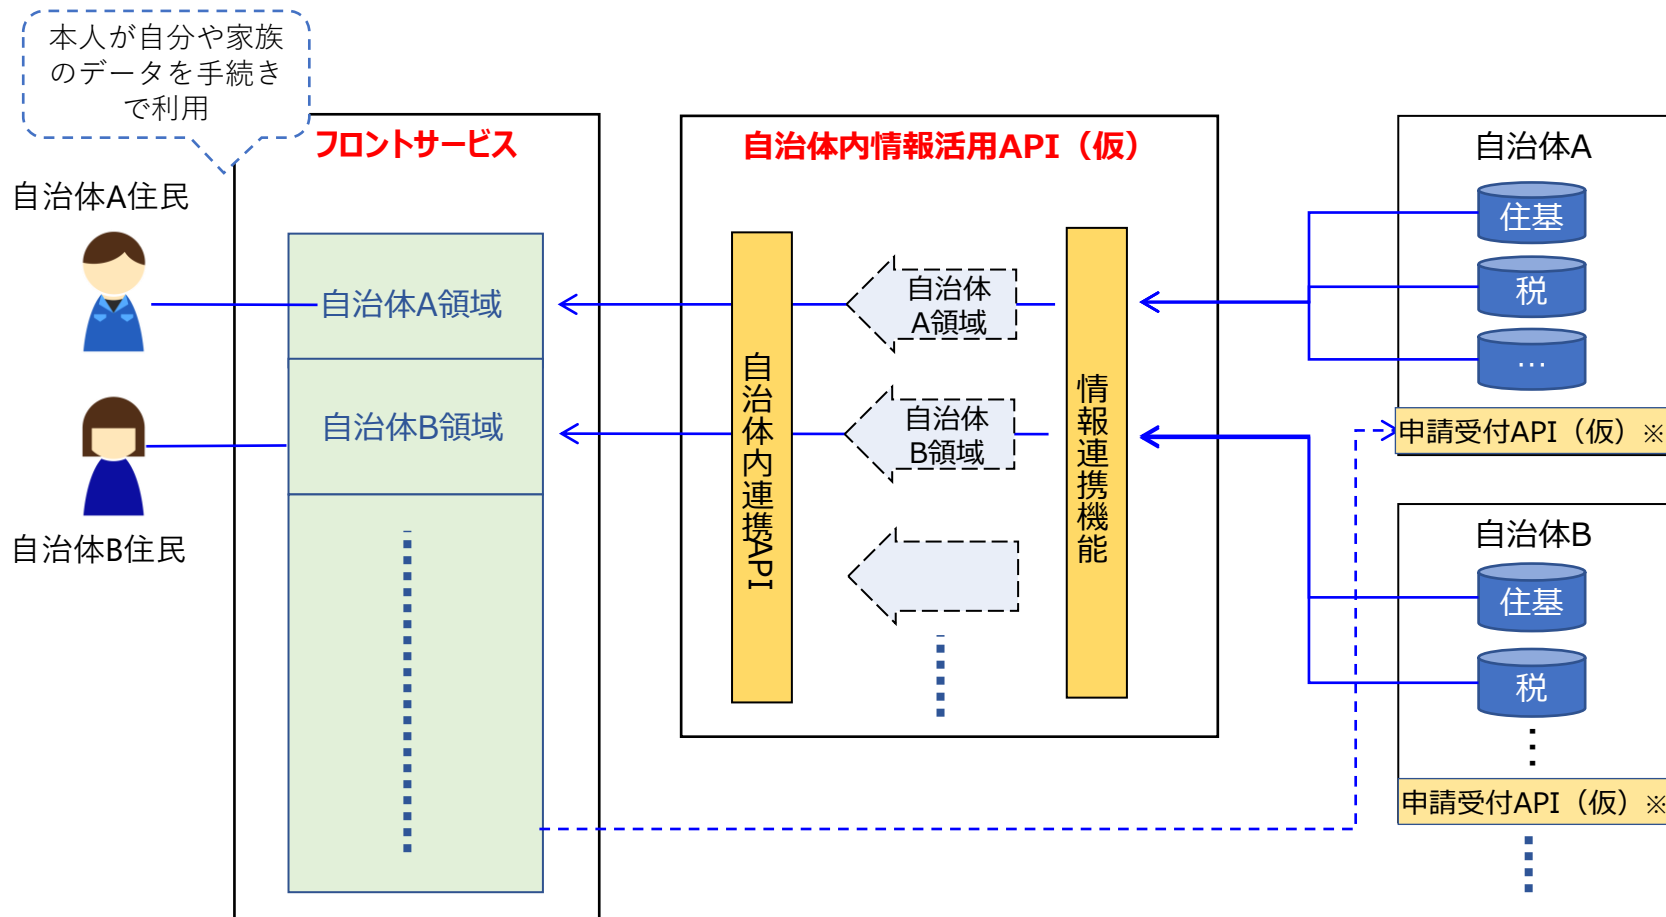 本人が自分や家族
のデータを手続き
で利用
フロントサービス
自治体内情報活用API（仮）
自治体A
自治体A住民
住基
税
…
自治体A領域
自治体
A領域
自治体B領域
自治体
B領域
自治体内連携API
情報連携機能
申請受付API（仮）※
自治体B住民
自治体B
住基
税
申請受付API（仮）※